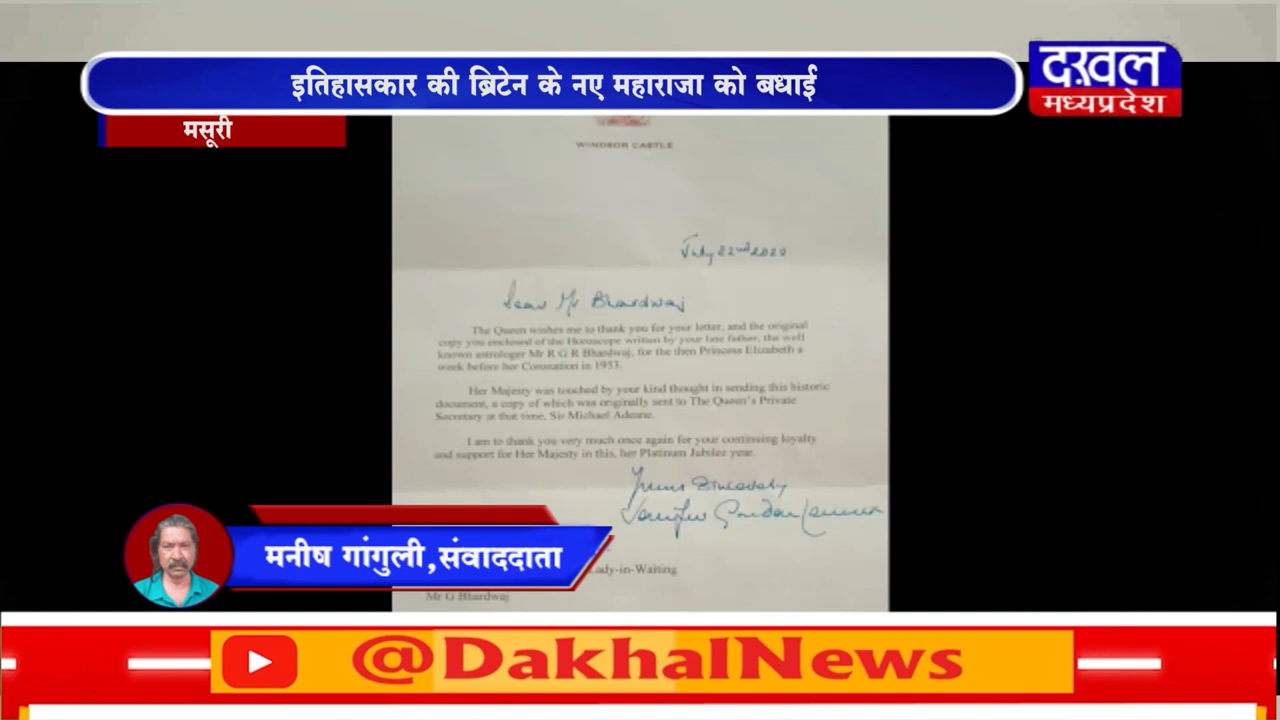 इतिहासकार की ब्रिटेन के नए महाराजा को बधाई
दख़ल
मध्यप्रदेश
मसूरी
WINDSOR CASTLE
July 22nd 2022
Dear Mr Bhardwaj
The Queen wishes me to thank you for your letter, and the original
copy you enclosed of the Horoscope written by your late father, the well
known astrologer Mr R G R Bhardwaj, for the then Princess Elizabeth a
week before her Coronation in 1953.
Her Majesty was touched by your kind thought in sending this historic
document, a copy of which was originally sent to The Queen's Private
Secretary at that time, Sir Michael Adeane.
I am to thank you very much once again for your continuing loyalty
and support for Her Majesty in this, her Platinum Jubilee year.
Yours Sincerely
मनीष गांगुली,संवाददाता
Lady-in-Waiting
Mr G Bhardwaj
@DakhalNews